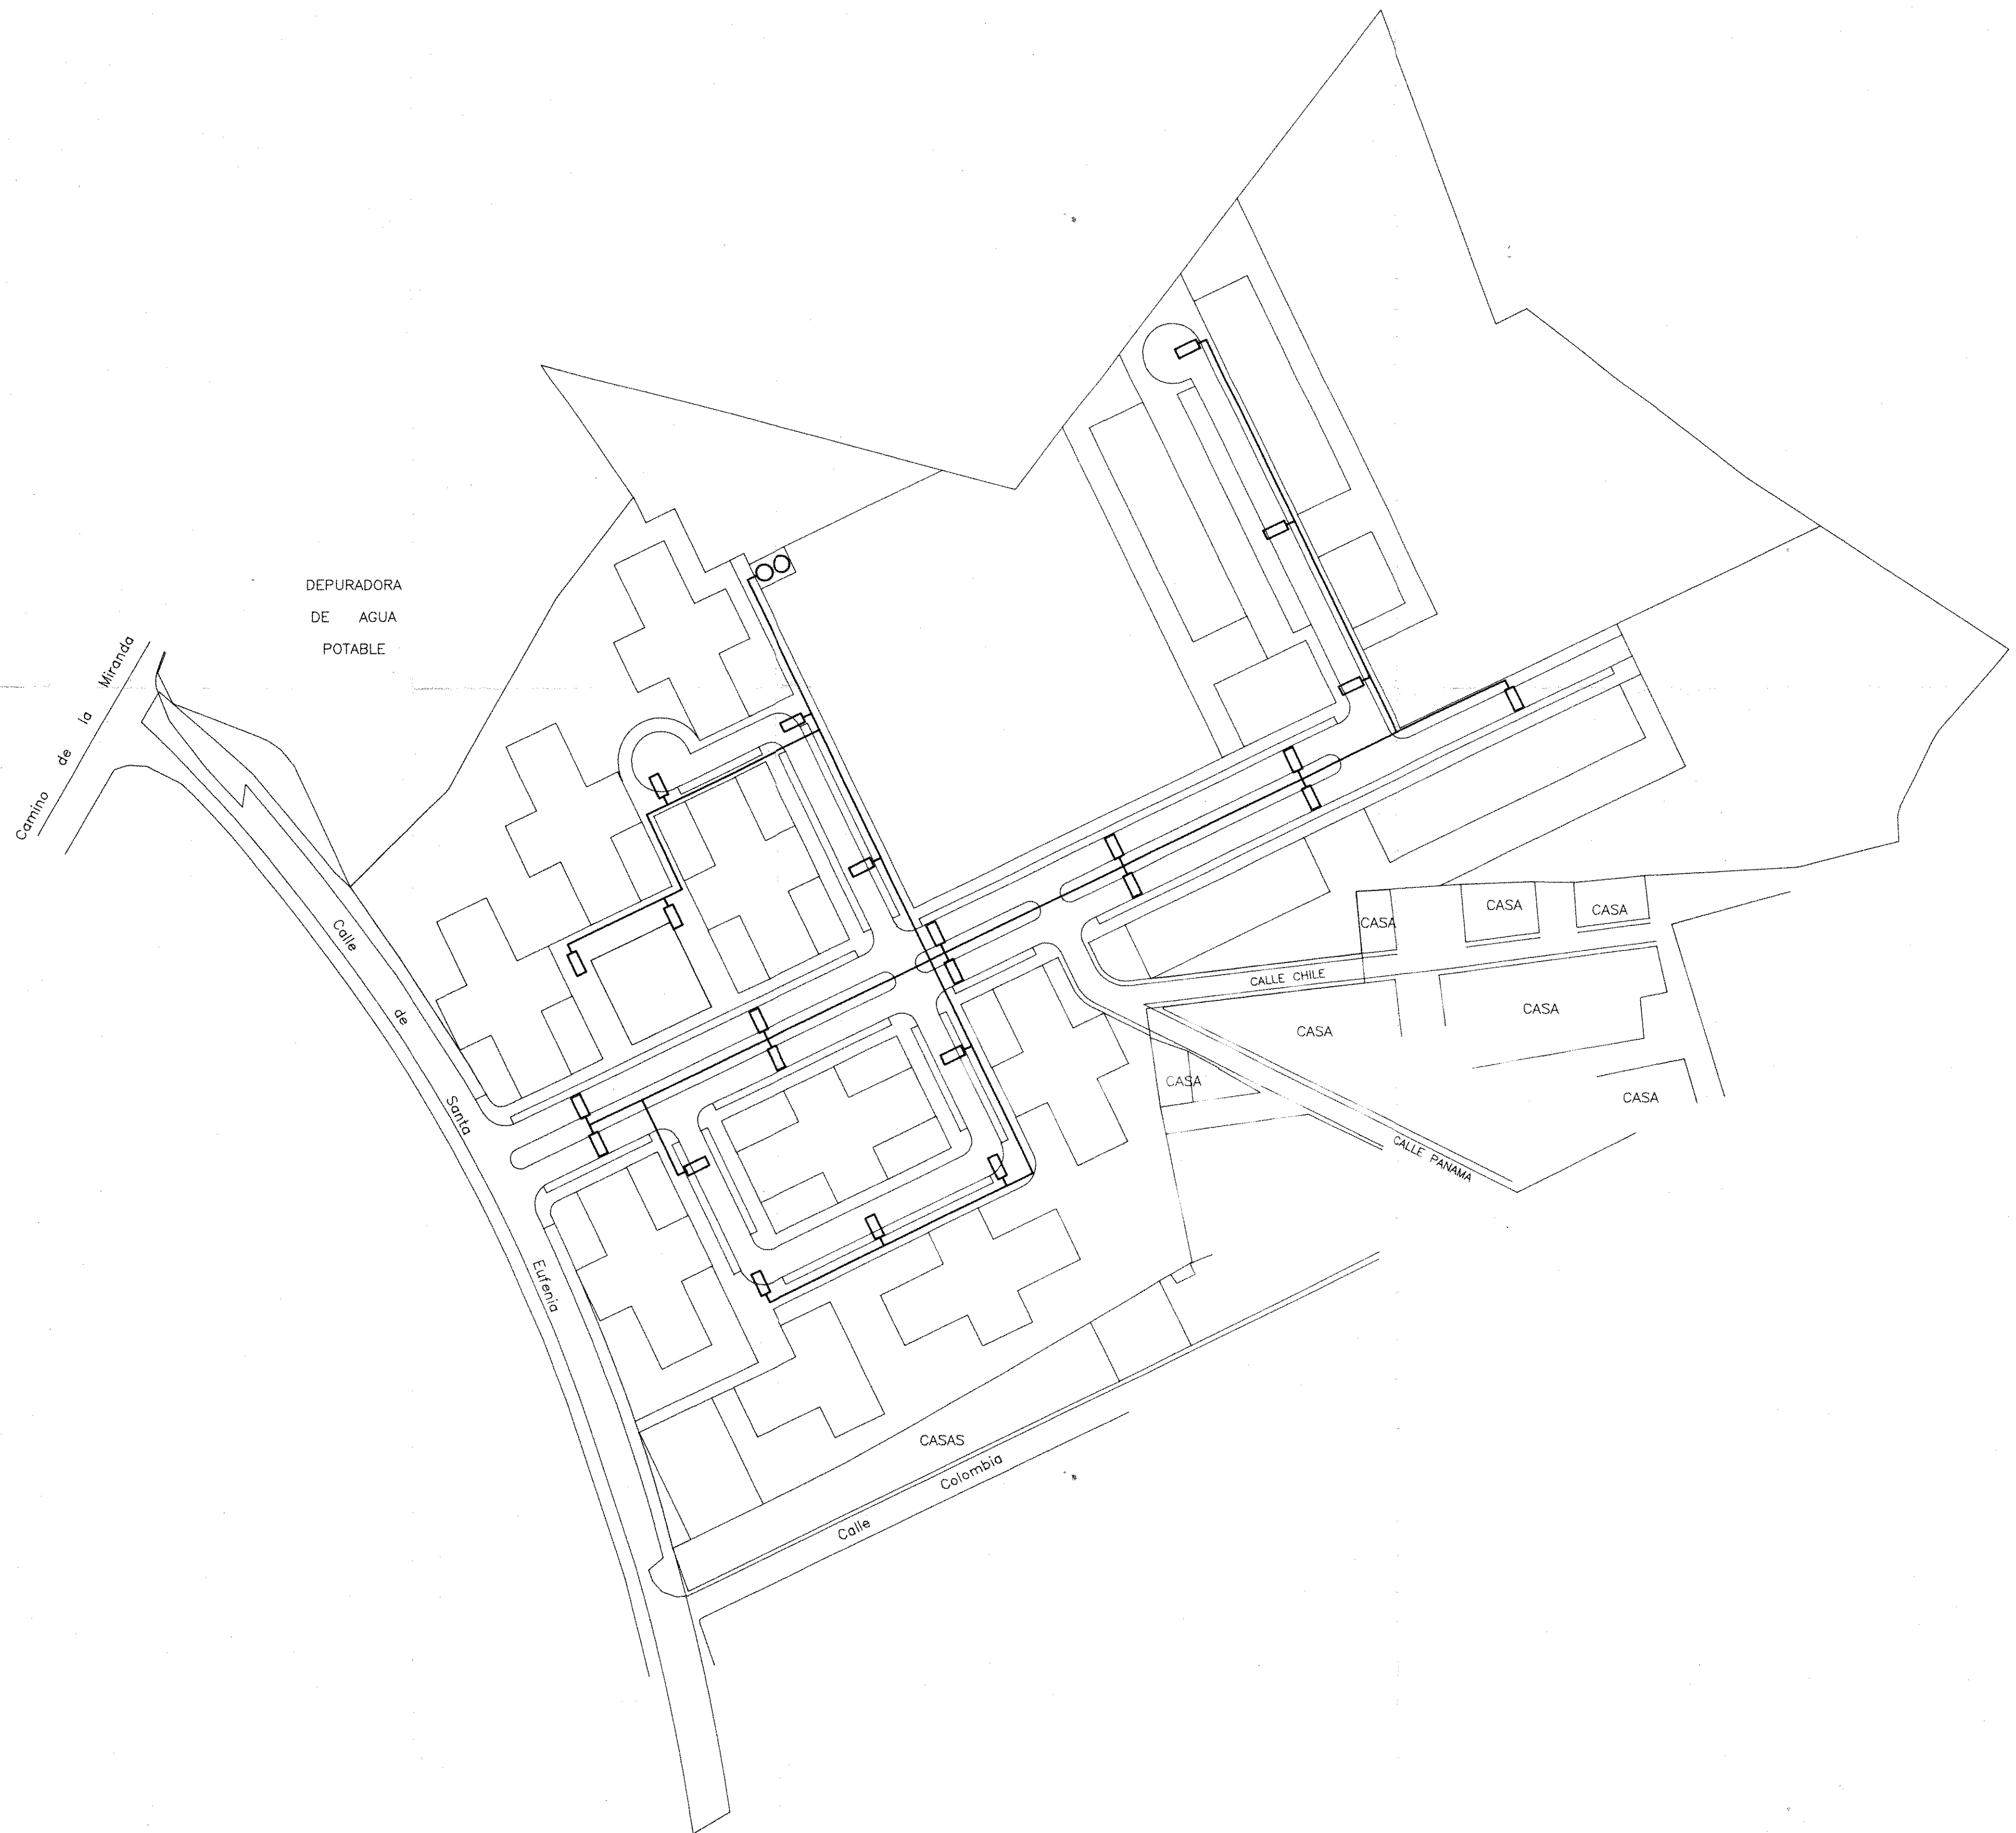 DEPURADORA
DE AGUA
POTABLE
Camino de la Miranda
Calle de Santa Eufenia
CASA
CASA
CASA
CALLE CHILE
CASA
CASA
CASA
CASA
CALLE PANAMA
CASAS
Calle Colombia